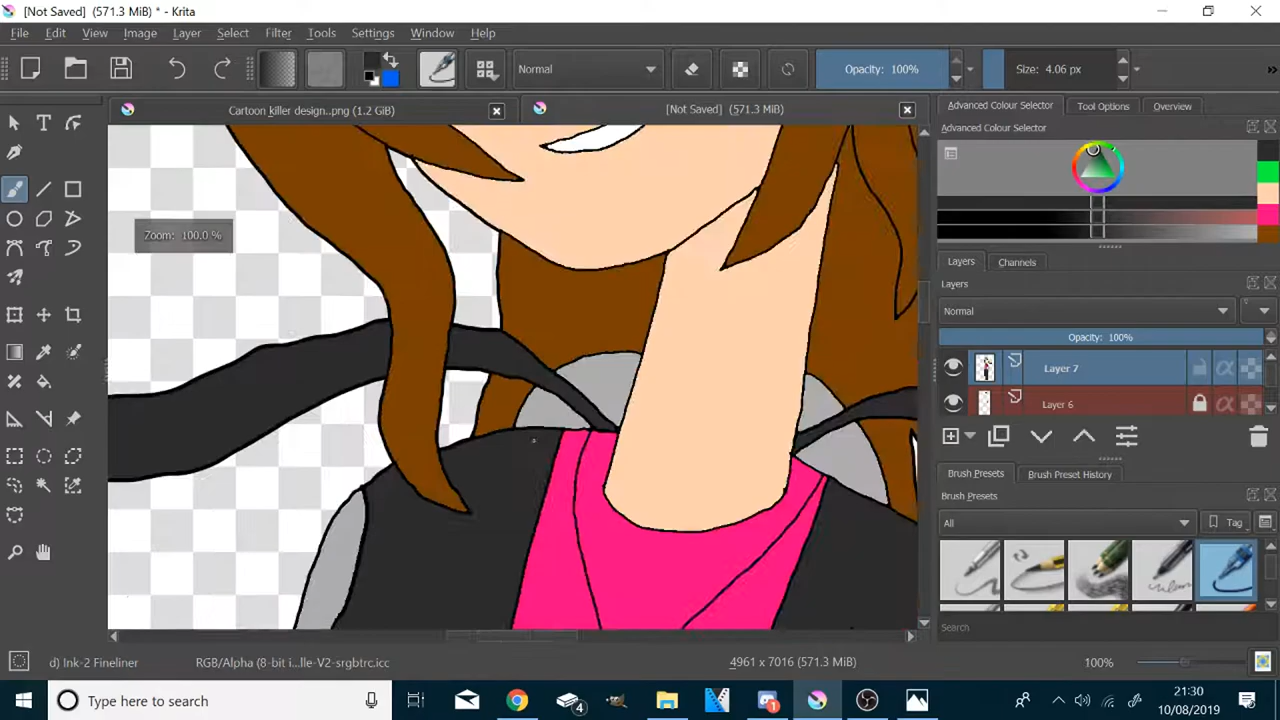 [Not Saved] (571.3 MiB) * - Krita
File Edit View Image Layer Select Filter Tools Settings Window Help
Normal
Opacity: 100%
Size: 4.06 px
»
Cartoon killer design..png (1.2 GiB)
[Not Saved] (571.3 MiB)
Advanced Colour Selector
Tool Options
Overview
Advanced Colour Selector
Zoom: 100.0 %
Layers
Channels
Layers
Normal
Opacity: 100%
Layer 7
Layer 6
Brush Presets
Brush Preset History
Brush Presets
All
Tag
Search
d) Ink-2 Fineliner
RGB/Alpha (8-bit i...lle-V2-srgbtrc.icc
4961 x 7016 (571.3 MiB)
100%
Type here to search
4
1
21:30
10/08/2019